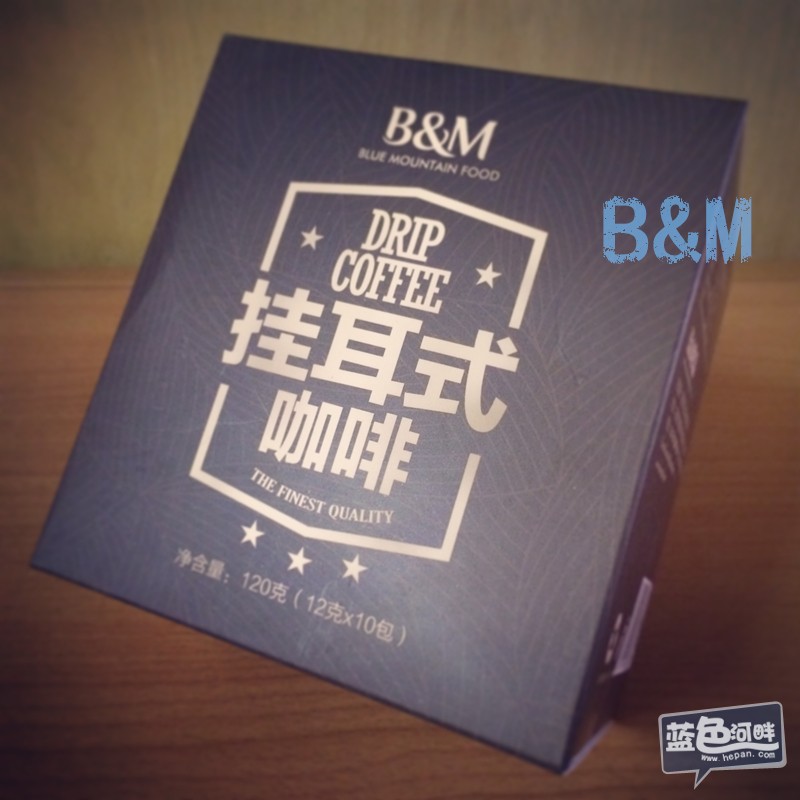 B&M
BLUE MOUNTAIN FOOD
DRIP
COFFEE
挂耳式
咖啡
THE FINEST QUALITY
净含量：120克（12克x10包）
B&M
蓝色河畔
www.hepan.com